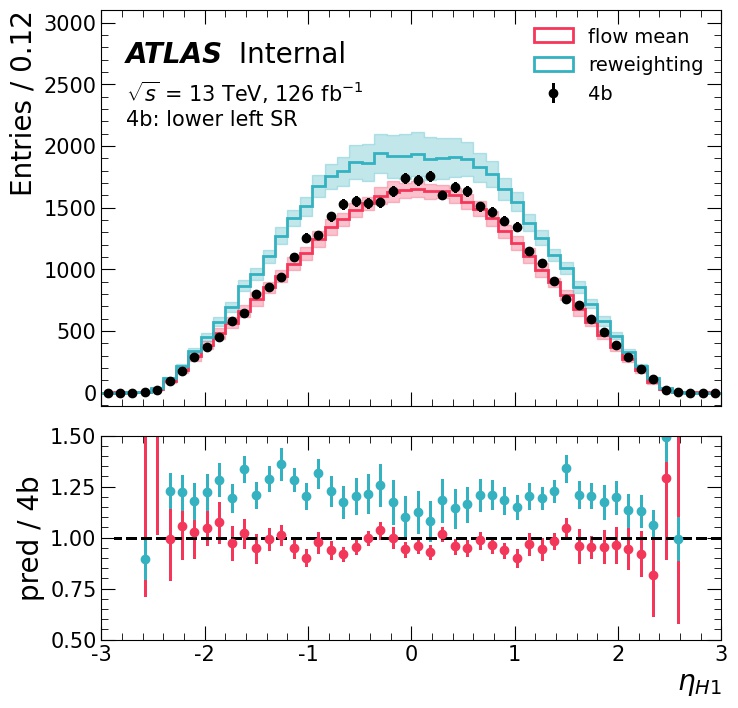 Entries / 0.12
3000
2500
2000
1500
1000
500
0
ATLAS Internal
√s = 13 TeV, 126 fb⁻¹
4b: lower left SR
flow mean
reweighting
4b
pred / 4b
1.50
1.25
1.00
0.75
0.50
-3 -2 -1 0 1 2 3
η_H1